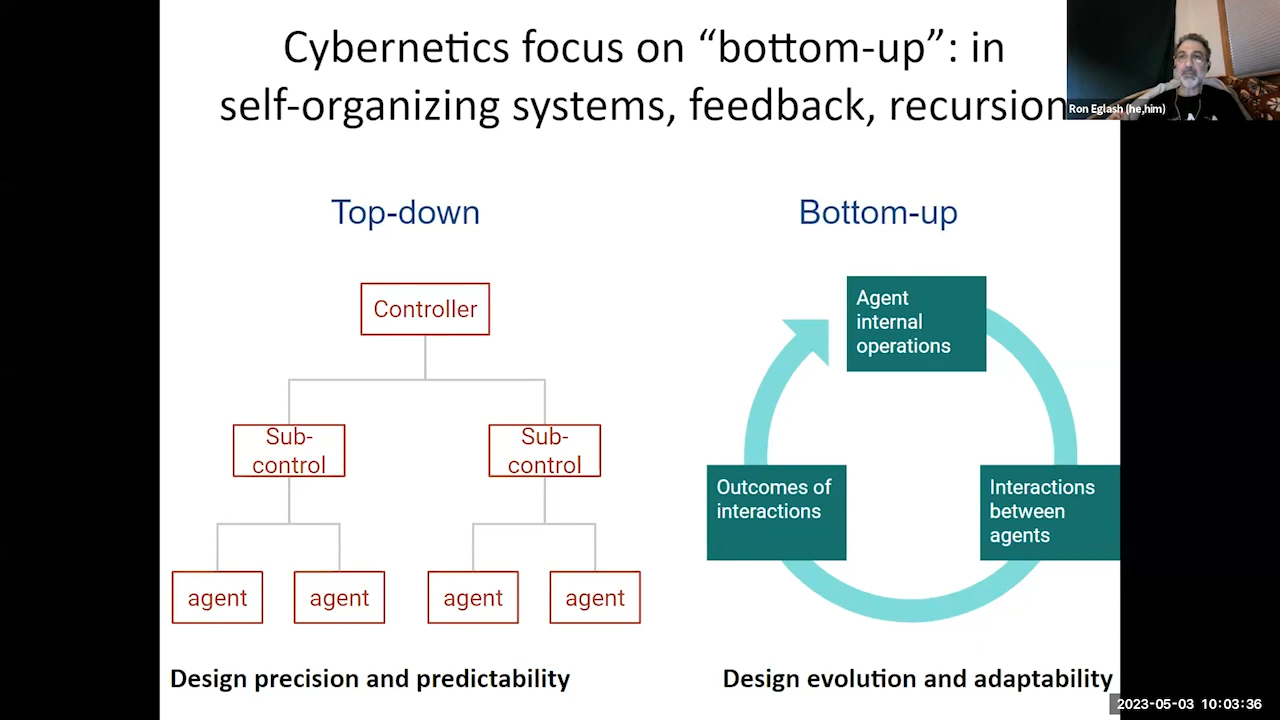 Cybernetics focus on “bottom-up”: in
self-organizing systems, feedback, recursion
Ron Eglash (he,him)
Top-down
Controller
Sub-
control
Sub-
control
agent
agent
agent
agent
Design precision and predictability
Bottom-up
Agent
internal
operations
Interactions
between
agents
Outcomes of
interactions
Design evolution and adaptability
2023-05-03 10:03:36